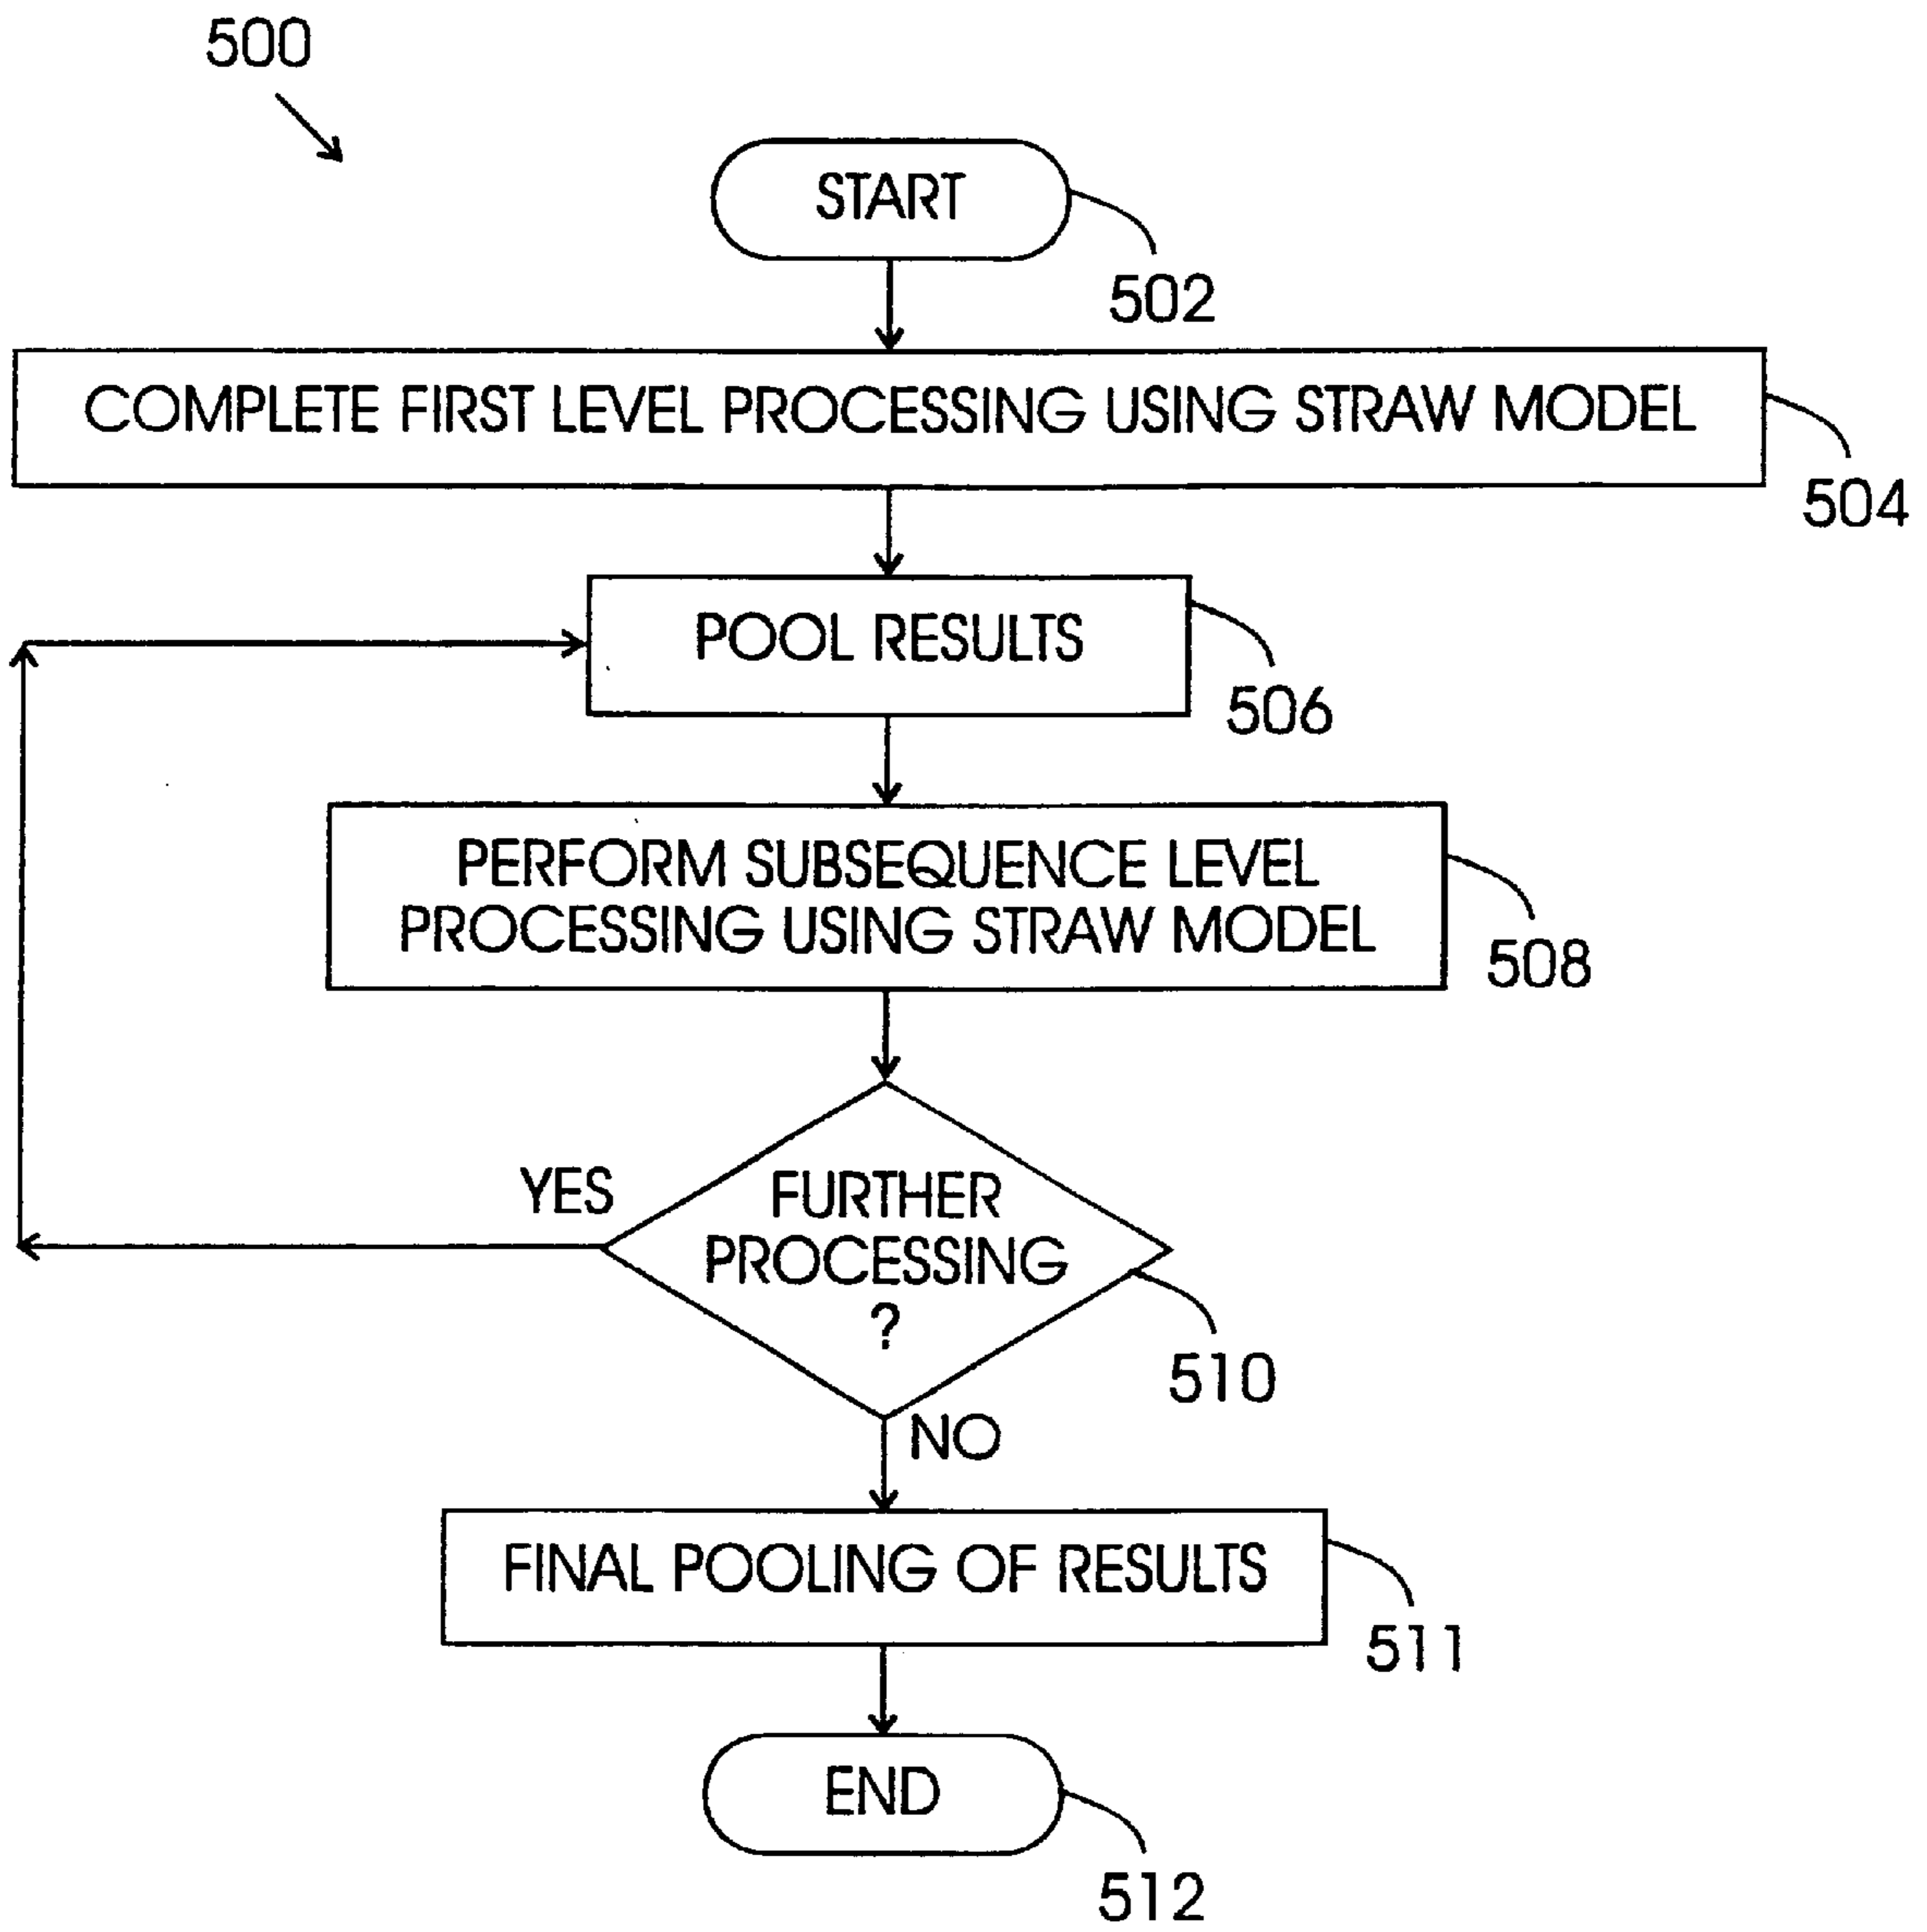 500
START
502
COMPLETE FIRST LEVEL PROCESSING USING STRAW MODEL
504
POOL RESULTS
506
PERFORM SUBSEQUENCE LEVEL
PROCESSING USING STRAW MODEL
508
YES
FURTHER
PROCESSING
?
510
NO
FINAL POOLING OF RESULTS
511
END
512